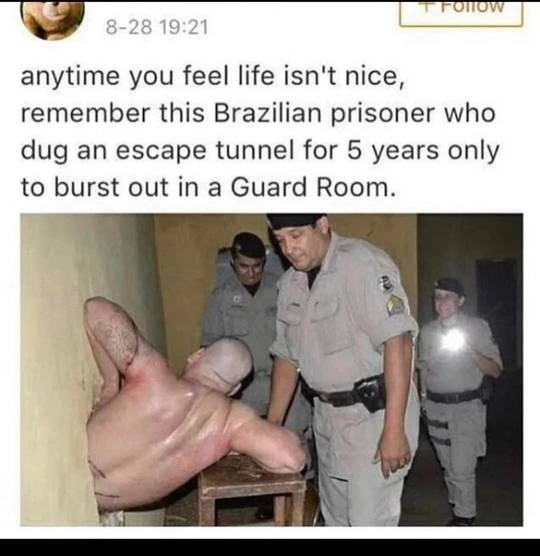 + Follow
8-28 19:21
anytime you feel life isn't nice,
remember this Brazilian prisoner who
dug an escape tunnel for 5 years only
to burst out in a Guard Room.